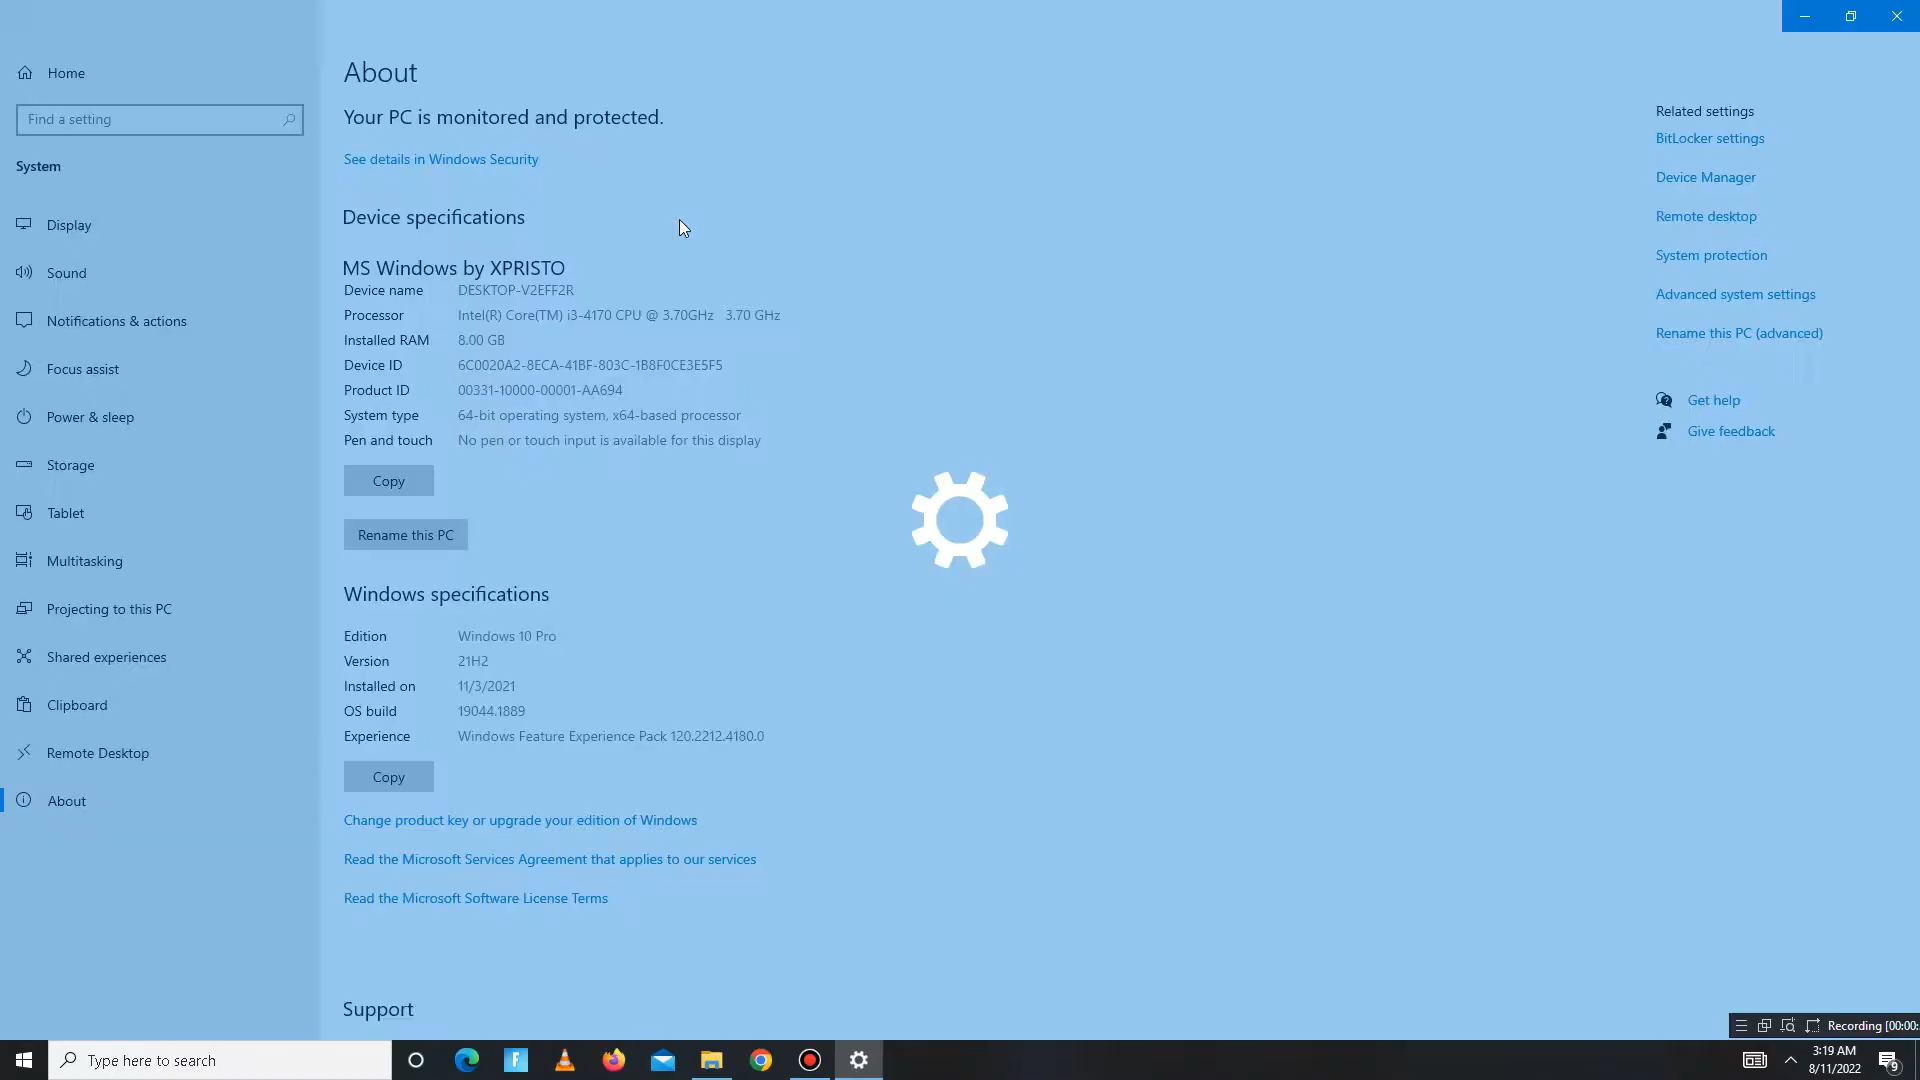 Home
Find a setting
System
Display
Sound
Notifications & actions
Focus assist
Power & sleep
Storage
Tablet
Multitasking
Projecting to this PC
Shared experiences
Clipboard
Remote Desktop
About
About
Your PC is monitored and protected.
See details in Windows Security
Device specifications
MS Windows by XPRISTO
Device name DESKTOP-V2EFF2R
Processor Intel(R) Core(TM) i3-4170 CPU @ 3.70GHz 3.70 GHz
Installed RAM 8.00 GB
Device ID 6C0020A2-8ECA-41BF-803C-1B8F0CE3E5F5
Product ID 00331-10000-00001-AA694
System type 64-bit operating system, x64-based processor
Pen and touch No pen or touch input is available for this display
Copy
Rename this PC
Windows specifications
Edition Windows 10 Pro
Version 21H2
Installed on 11/3/2021
OS build 19044.1889
Experience Windows Feature Experience Pack 120.2212.4180.0
Copy
Change product key or upgrade your edition of Windows
Read the Microsoft Services Agreement that applies to our services
Read the Microsoft Software License Terms
Support
Related settings
BitLocker settings
Device Manager
Remote desktop
System protection
Advanced system settings
Rename this PC (advanced)
Get help
Give feedback
Recording [00:00:
Type here to search
F
3:19 AM
8/11/2022
9